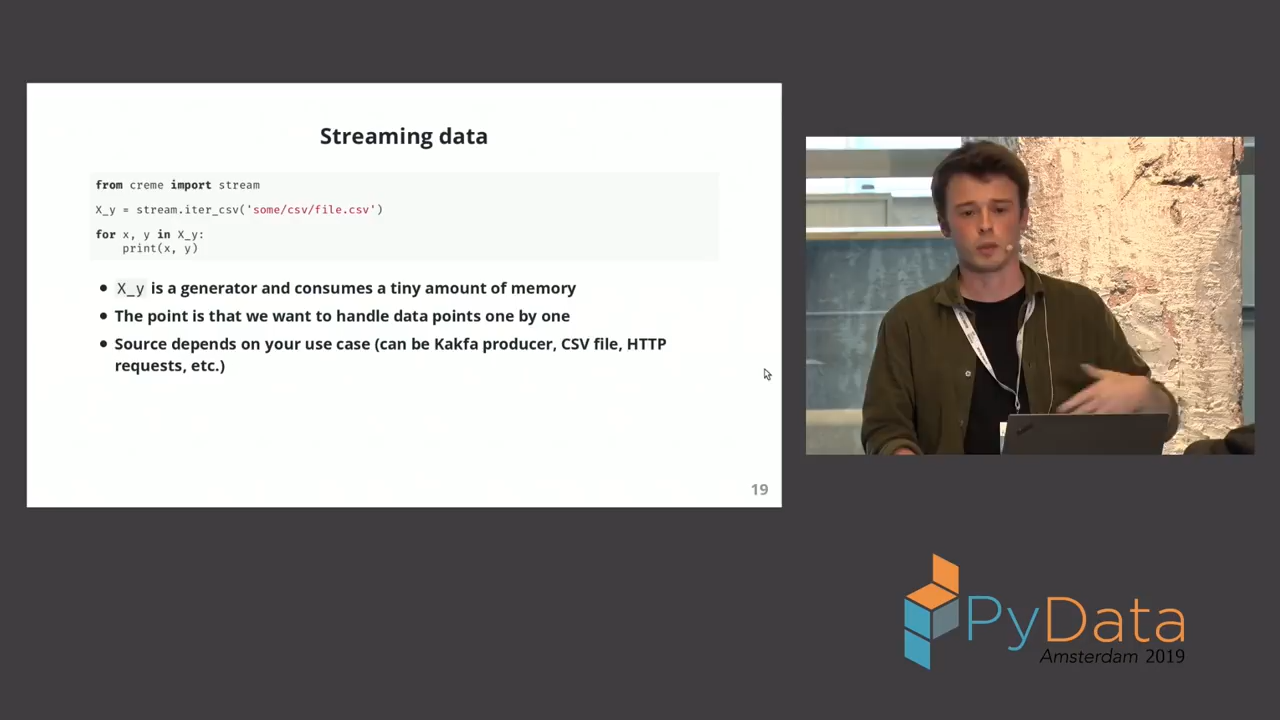 Streaming data
from creme import stream
X_y = stream.iter_csv('some/csv/file.csv')
for x, y in X_y:
    print(x, y)
• X_y is a generator and consumes a tiny amount of memory
• The point is that we want to handle data points one by one
• Source depends on your use case (can be Kakfa producer, CSV file, HTTP
requests, etc.)
19
PyData
Amsterdam 2019